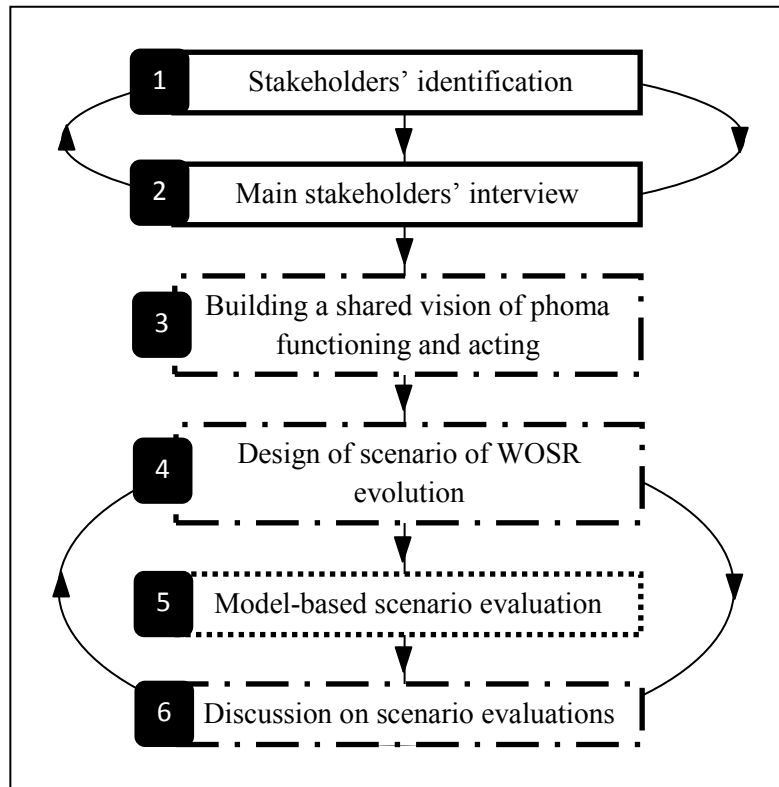 1 Stakeholders’ identification
2 Main stakeholders’ interview
3 Building a shared vision of phoma
functioning and acting
4 Design of scenario of WOSR
evolution
5 Model-based scenario evaluation
6 Discussion on scenario evaluations